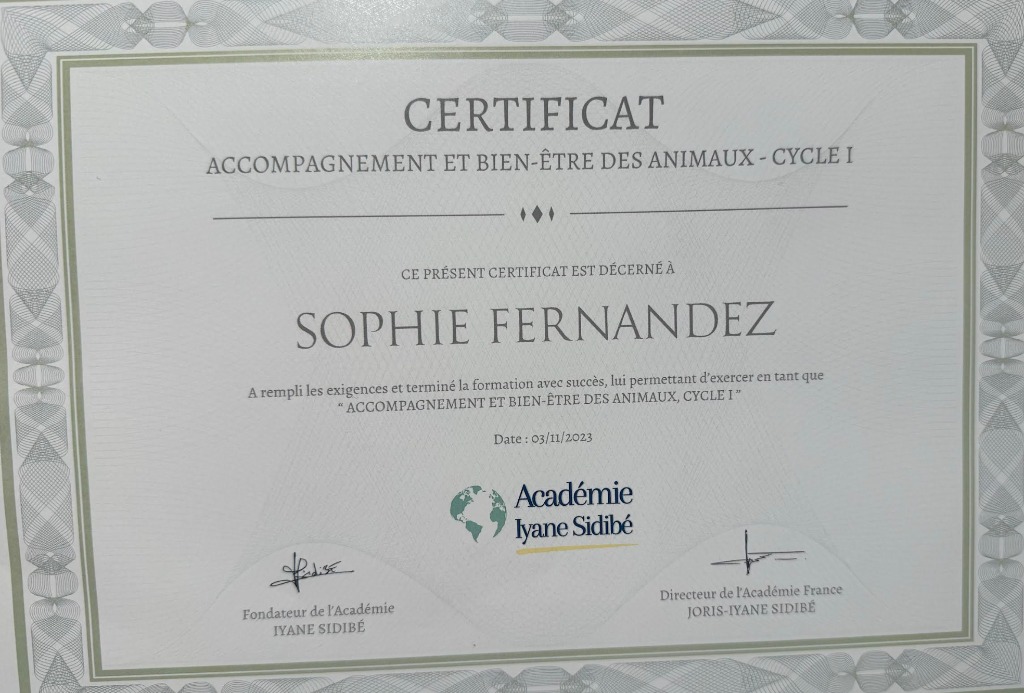 CERTIFICAT
ACCOMPAGNEMENT ET BIEN-ÊTRE DES ANIMAUX - CYCLE I
CE PRÉSENT CERTIFICAT EST DÉCERNÉ À
SOPHIE FERNANDEZ
A rempli les exigences et terminé la formation avec succès, lui permettant d'exercer en tant que
“ ACCOMPAGNEMENT ET BIEN-ÊTRE DES ANIMAUX, CYCLE I ”
Date : 03/11/2023
Académie
Iyane Sidibé
Fondateur de l'Académie
IYANE SIDIBÉ
Directeur de l'Académie France
JORIS-IYANE SIDIBÉ